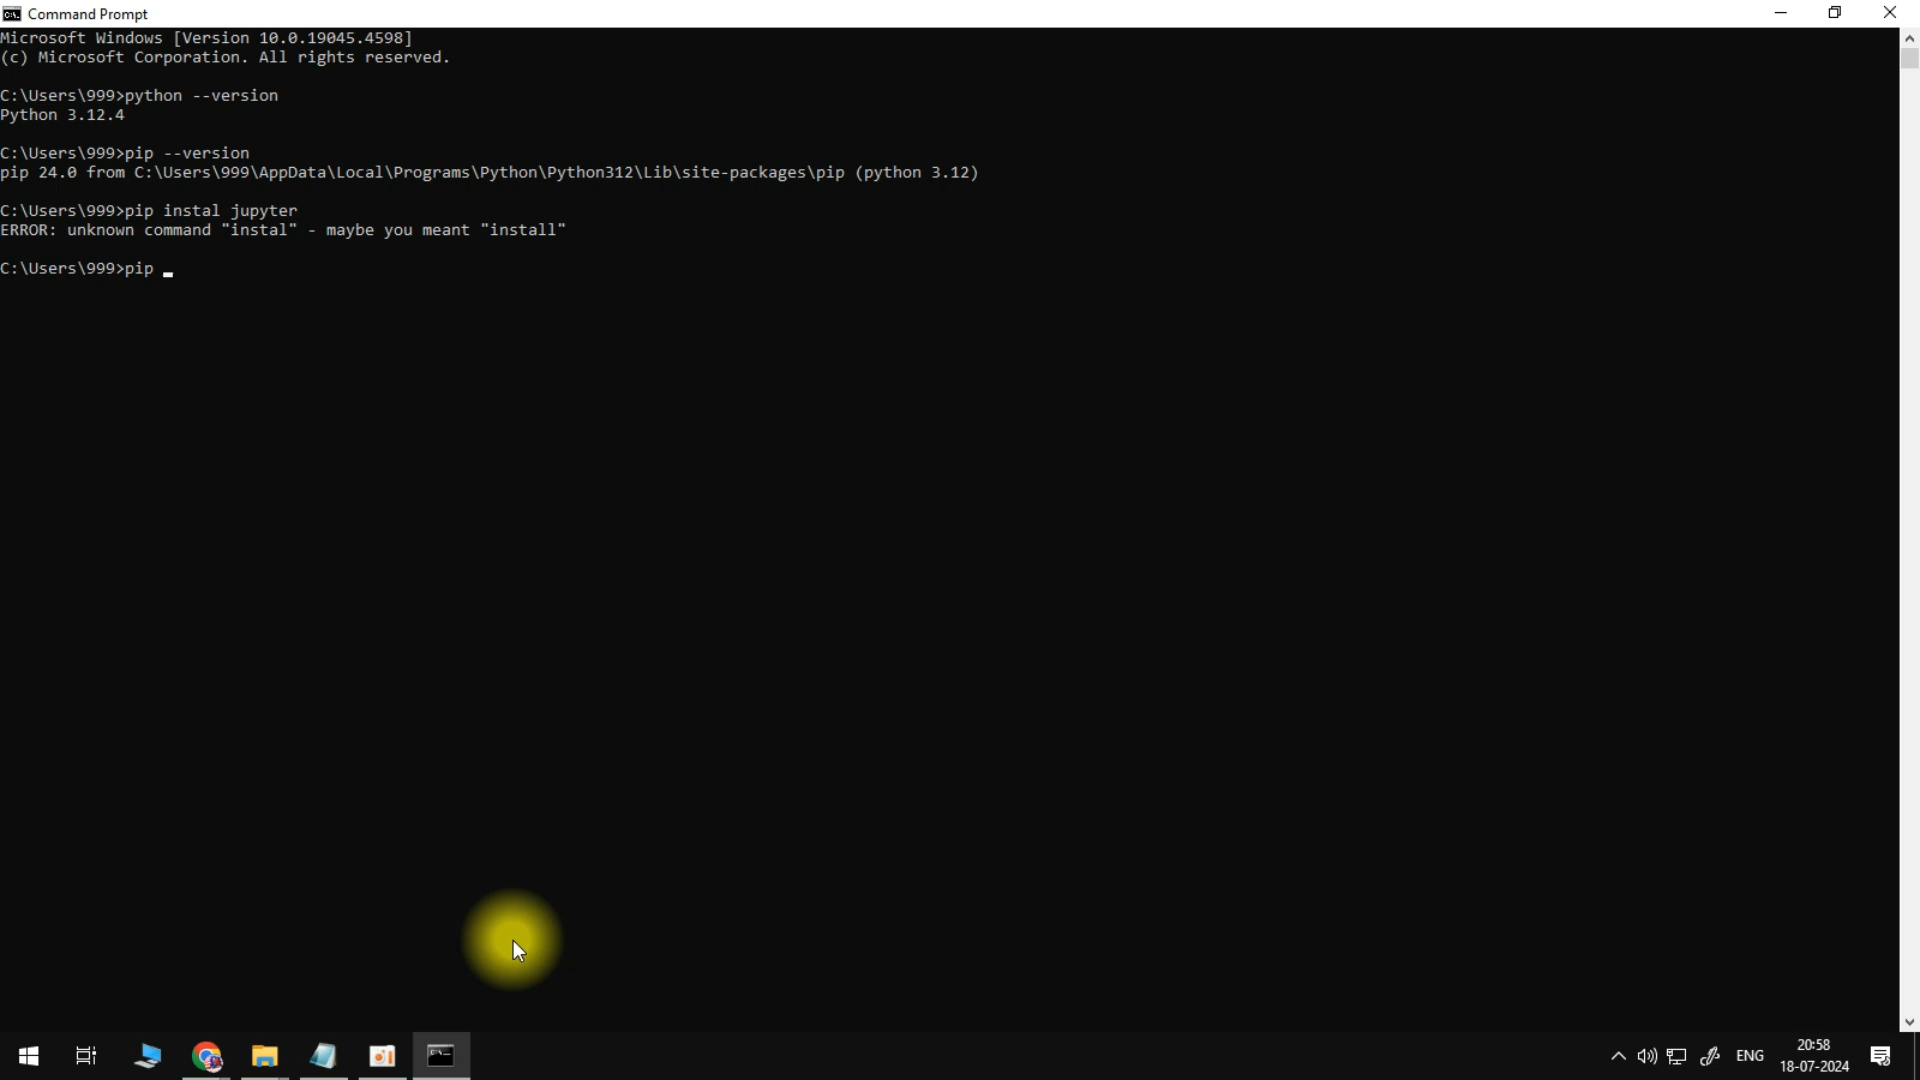 Command Prompt
Microsoft Windows [Version 10.0.19045.4598]
(c) Microsoft Corporation. All rights reserved.
C:\Users\999>python --version
Python 3.12.4
C:\Users\999>pip --version
pip 24.0 from C:\Users\999\AppData\Local\Programs\Python\Python312\Lib\site-packages\pip (python 3.12)
C:\Users\999>pip instal jupyter
ERROR: unknown command "instal" - maybe you meant "install"
C:\Users\999>pip
ENG
20:58
18-07-2024